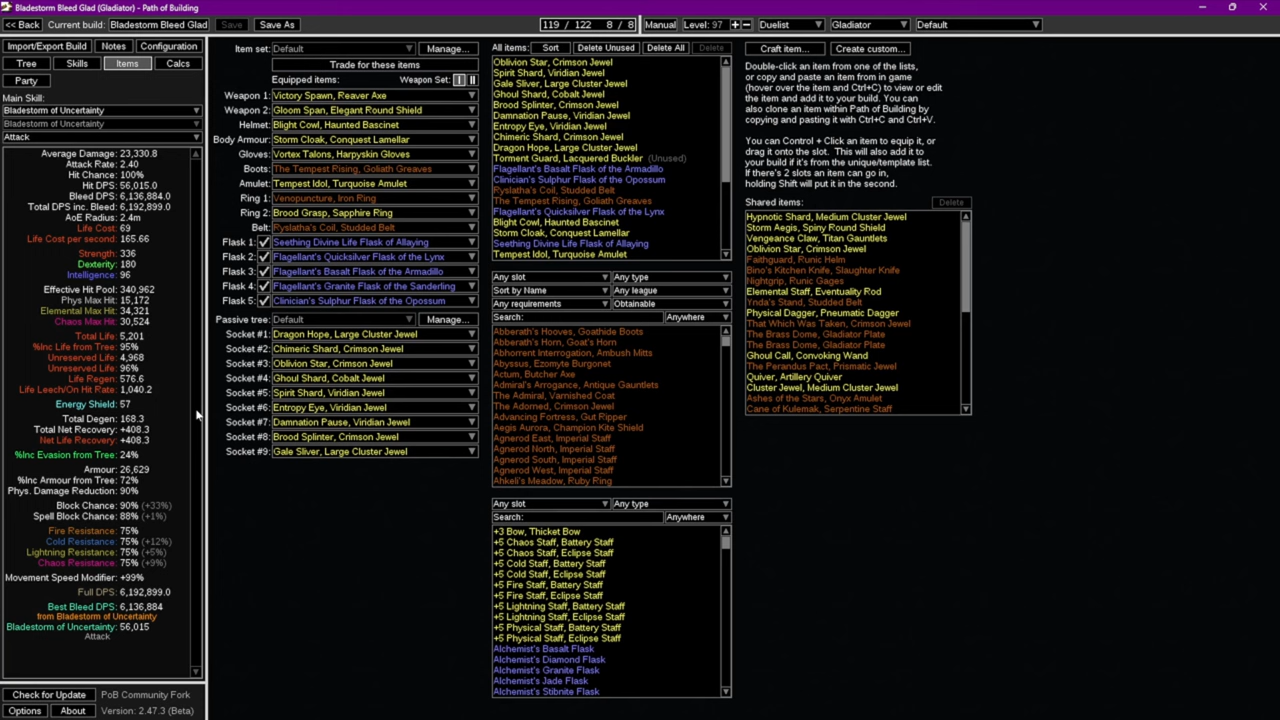 Bladestorm Bleed Glad (Gladiator) - Path of Building
<< Back Current build: Bladestorm Bleed Glad Save Save As 119 / 122 8 / 8 Manual Level: 97 + - Duelist Gladiator Default
Import/Export Build Notes Configuration
Tree Skills Items Calcs
Party
Main Skill:
Bladestorm of Uncertainty
Bladestorm of Uncertainty
Attack
Average Damage: 23,330.8
Attack Rate: 2.40
Hit Chance: 100%
Hit DPS: 56,015.0
Bleed DPS: 6,136,884.0
Total DPS inc. Bleed: 6,192,899.0
AoE Radius: 2.4m
Life Cost: 69
Life Cost per second: 165.66
Strength: 336
Dexterity: 180
Intelligence: 96
Effective Hit Pool: 340,962
Phys Max Hit: 15,172
Elemental Max Hit: 34,321
Chaos Max Hit: 30,524
Total Life: 5,201
%Inc Life from Tree: 95%
Unreserved Life: 4,968
Unreserved Life: 96%
Life Regen: 576.6
Life Leech/On Hit Rate: 1,040.2
Energy Shield: 57
Total Degen: 168.3
Total Net Recovery: +408.3
Net Life Recovery: +408.3
%Inc Evasion from Tree: 24%
Armour: 26,629
%Inc Armour from Tree: 72%
Phys. Damage Reduction: 90%
Block Chance: 90% (+33%)
Spell Block Chance: 88% (+1%)
Fire Resistance: 75%
Cold Resistance: 75% (+12%)
Lightning Resistance: 75% (+5%)
Chaos Resistance: 75% (+9%)
Movement Speed Modifier: +99%
Full DPS: 6,192,899.0
Best Bleed DPS: 6,136,884
from Bladestorm of Uncertainty
Bladestorm of Uncertainty: 56,015
Attack
Check for Update PoB Community Fork
Options About Version: 2.47.3 (Beta)
Item set: Default Manage...
Trade for these items
Equipped items: Weapon Set: I II
Weapon 1: Victory Spawn, Reaver Axe
Weapon 2: Gloom Span, Elegant Round Shield
Helmet: Blight Cowl, Haunted Bascinet
Body Armour: Storm Cloak, Conquest Lamellar
Gloves: Vortex Talons, Harpyskin Gloves
Boots: The Tempest Rising, Goliath Greaves
Amulet: Tempest Idol, Turquoise Amulet
Ring 1: Venopuncture, Iron Ring
Ring 2: Brood Grasp, Sapphire Ring
Belt: Ryslatha's Coil, Studded Belt
Flask 1: Seething Divine Life Flask of Allaying
Flask 2: Flagellant's Quicksilver Flask of the Lynx
Flask 3: Flagellant's Basalt Flask of the Armadillo
Flask 4: Flagellant's Granite Flask of the Sanderling
Flask 5: Clinician's Sulphur Flask of the Opossum
Passive tree: Default Manage...
Socket #1: Dragon Hope, Large Cluster Jewel
Socket #2: Chimeric Shard, Crimson Jewel
Socket #3: Oblivion Star, Crimson Jewel
Socket #4: Ghoul Shard, Cobalt Jewel
Socket #5: Spirit Shard, Viridian Jewel
Socket #6: Entropy Eye, Viridian Jewel
Socket #7: Damnation Pause, Viridian Jewel
Socket #8: Brood Splinter, Crimson Jewel
Socket #9: Gale Sliver, Large Cluster Jewel
All items: Sort Delete Unused Delete All Delete
Oblivion Star, Crimson Jewel
Spirit Shard, Viridian Jewel
Gale Sliver, Large Cluster Jewel
Ghoul Shard, Cobalt Jewel
Brood Splinter, Crimson Jewel
Damnation Pause, Viridian Jewel
Entropy Eye, Viridian Jewel
Chimeric Shard, Crimson Jewel
Dragon Hope, Large Cluster Jewel
Torment Guard, Lacquered Buckler (Unused)
Flagellant's Basalt Flask of the Armadillo
Clinician's Sulphur Flask of the Opossum
Ryslatha's Coil, Studded Belt
The Tempest Rising, Goliath Greaves
Flagellant's Quicksilver Flask of the Lynx
Blight Cowl, Haunted Bascinet
Storm Cloak, Conquest Lamellar
Seething Divine Life Flask of Allaying
Tempest Idol, Turquoise Amulet
Any slot Any type
Sort by Name Any league
Any requirements Obtainable
Search: Anywhere
Abberath's Hooves, Goathide Boots
Abberath's Horn, Goat's Horn
Abhorrent Interrogation, Ambush Mitts
Abyssus, Ezomyte Burgonet
Actum, Butcher Axe
Admiral's Arrogance, Antique Gauntlets
The Admiral, Varnished Coat
The Adorned, Crimson Jewel
Advancing Fortress, Gut Ripper
Aegis Aurora, Champion Kite Shield
Agnerod East, Imperial Staff
Agnerod North, Imperial Staff
Agnerod South, Imperial Staff
Agnerod West, Imperial Staff
Ahkeli's Meadow, Ruby Ring
Any slot Any type
Search: Anywhere
+3 Bow, Thicket Bow
+5 Chaos Staff, Battery Staff
+5 Chaos Staff, Eclipse Staff
+5 Cold Staff, Battery Staff
+5 Cold Staff, Eclipse Staff
+5 Fire Staff, Battery Staff
+5 Fire Staff, Eclipse Staff
+5 Lightning Staff, Battery Staff
+5 Lightning Staff, Eclipse Staff
+5 Physical Staff, Battery Staff
+5 Physical Staff, Eclipse Staff
Alchemist's Basalt Flask
Alchemist's Diamond Flask
Alchemist's Granite Flask
Alchemist's Jade Flask
Alchemist's Stibnite Flask
Craft item... Create custom...
Double-click an item from one of the lists,
or copy and paste an item from in game
(hover over the item and Ctrl+C) to view or edit
the item and add it to your build. You can
also clone an item within Path of Building by
copying and pasting it with Ctrl+C and Ctrl+V.
You can Control + Click an item to equip it, or
drag it onto the slot. This will also add it to
your build if it's from the unique/template list.
If there's 2 slots an item can go in,
holding Shift will put it in the second.
Shared items: Delete
Hypnotic Shard, Medium Cluster Jewel
Storm Aegis, Spiny Round Shield
Vengeance Claw, Titan Gauntlets
Oblivion Star, Crimson Jewel
Faithguard, Runic Helm
Bino's Kitchen Knife, Slaughter Knife
Nightgrip, Runic Gages
Elemental Staff, Eventuality Rod
Ynda's Stand, Studded Belt
Physical Dagger, Pneumatic Dagger
That Which Was Taken, Crimson Jewel
The Brass Dome, Gladiator Plate
The Brass Dome, Gladiator Plate
Ghoul Call, Convoking Wand
The Perandus Pact, Prismatic Jewel
Quiver, Artillery Quiver
Cluster Jewel, Medium Cluster Jewel
Ashes of the Stars, Onyx Amulet
Cane of Kulemak, Serpentine Staff